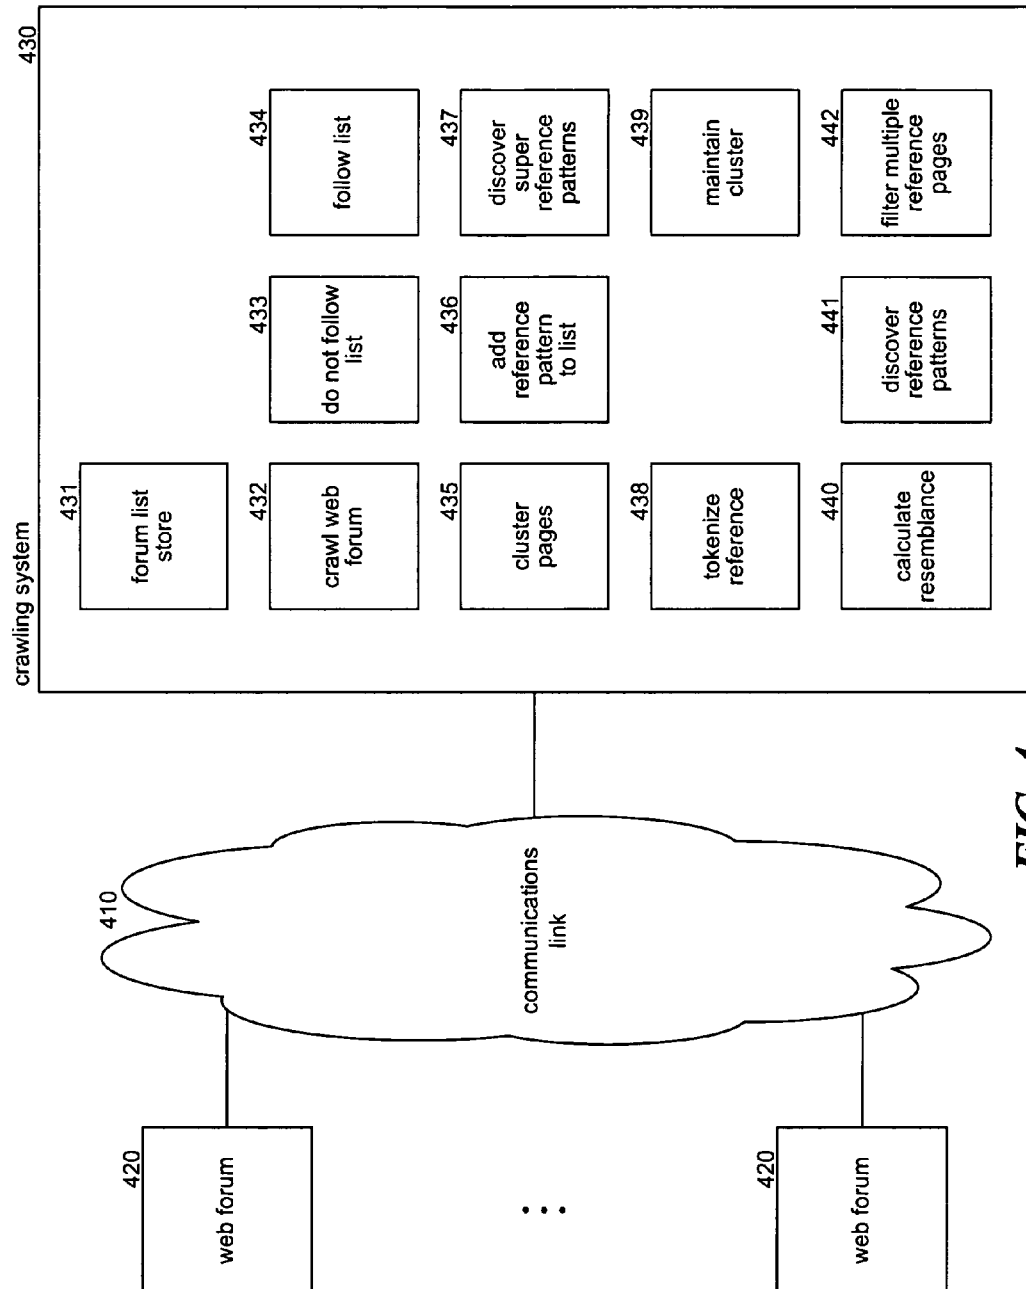 crawling system
430
431
forum list
store
432
crawl web
forum
433
do not follow
list
434
follow list
435
cluster
pages
436
add
reference
pattern
to list
437
discover
super
reference
patterns
438
tokenize
reference
439
maintain
cluster
440
calculate
resemblance
441
discover
reference
patterns
442
filter multiple
reference
pages
410
communications
link
420
web forum
420
web forum
FIG. 4